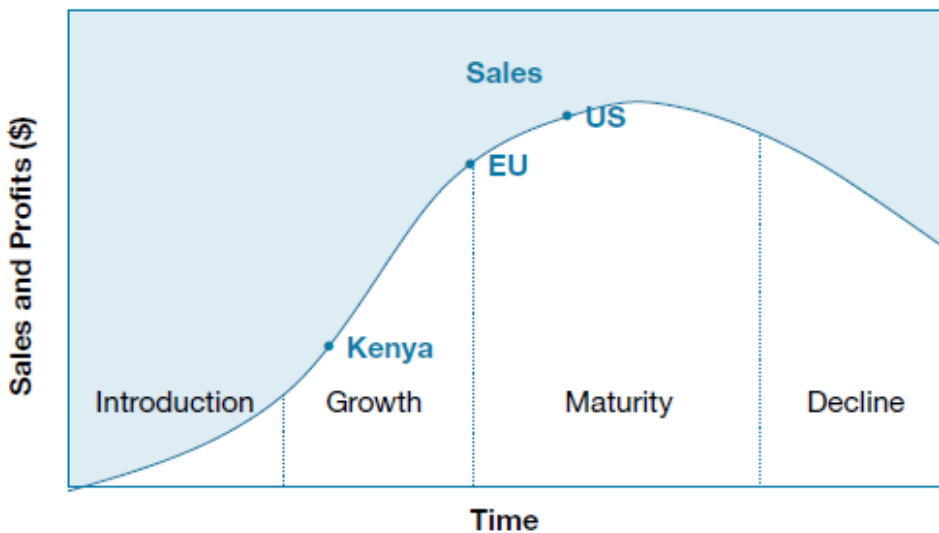 Sales
US
EU
Kenya
Introduction
Growth
Maturity
Decline
Sales and Profits ($)
Time